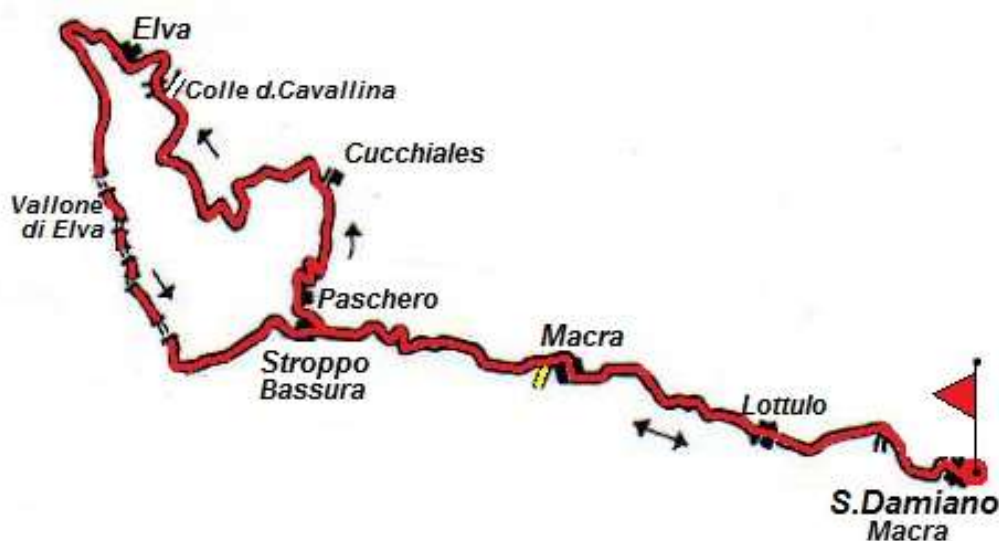 Elva
Colle d.Cavallina
Cucchiales
Vallone
di Elva
Paschero
Stroppo
Bassura
Macra
Lottulo
S.Damiano
Macra